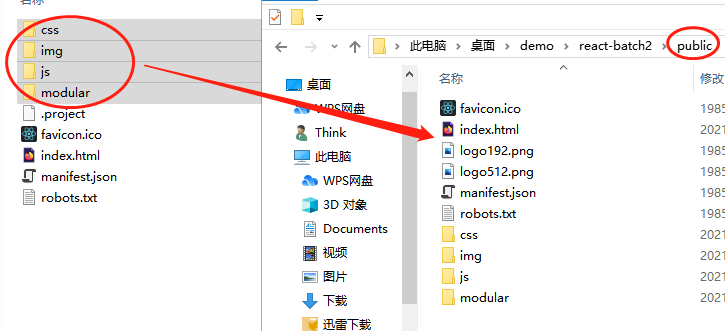 名称
css
img
js
modular
.project
favicon.ico
index.html
manifest.json
robots.txt
此电脑 > 桌面 > demo > react-batch2 > public
桌面
WPS网盘
Think
此电脑
WPS网盘
3D 对象
Documents
视频
图片
下载
迅雷下载
名称 修改
favicon.ico 1985
index.html 2021
logo192.png 1985
logo512.png 1985
manifest.json 1985
robots.txt 1985
css 2021
img 2021
js 2021
modular 2021